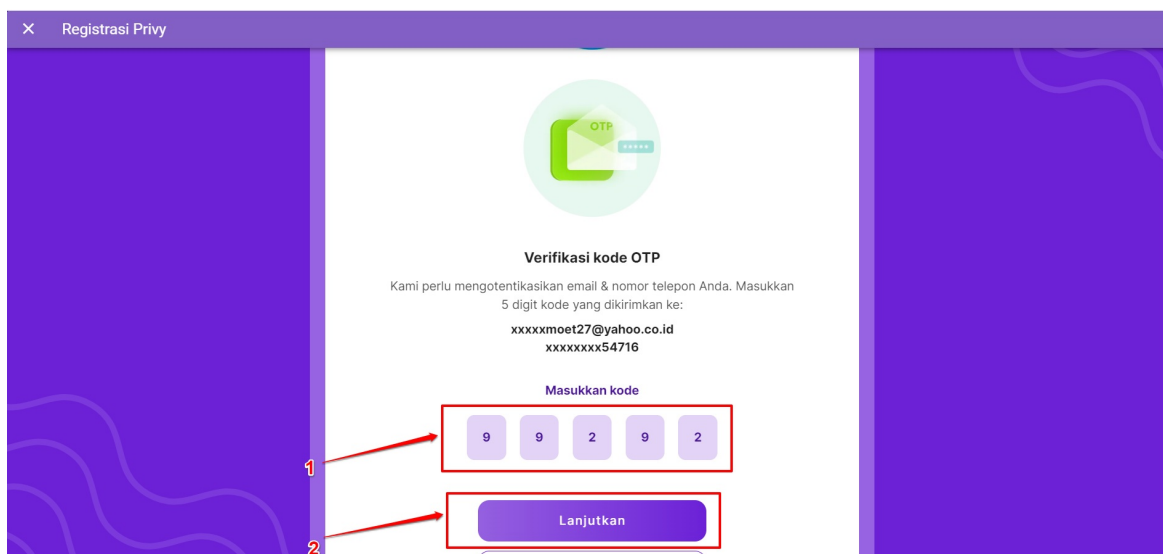 Registrasi Privy
OTP
*****
Verifikasi kode OTP
Kami perlu mengotentikasikan email & nomor telepon Anda. Masukkan
5 digit kode yang dikirimkan ke:
xxxxxmoet27@yahoo.co.id
xxxxxxxx54716
Masukkan kode
9 9 2 9 2
1
Lanjutkan
2